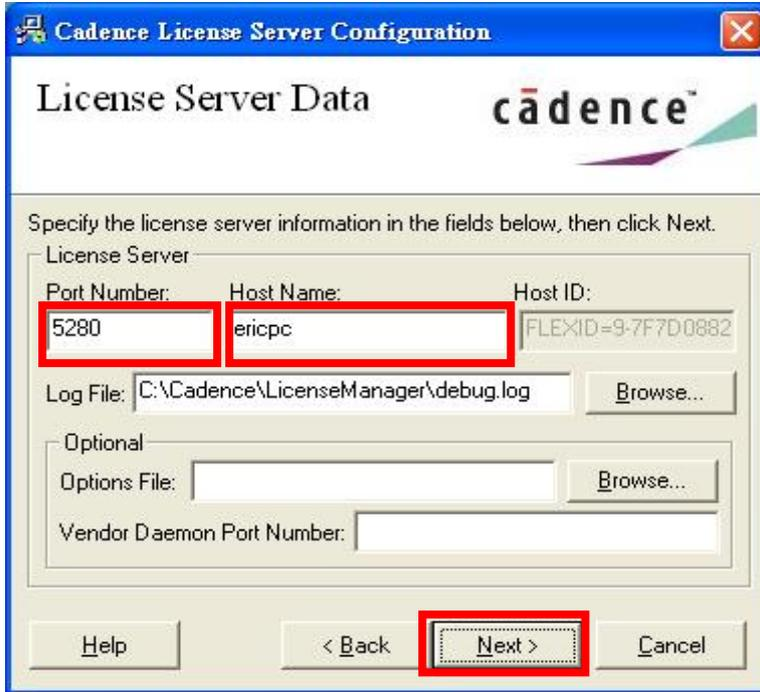 Cadence License Server Configuration
License Server Data
cādence™
Specify the license server information in the fields below, then click Next.
License Server
Port Number: Host Name: Host ID:
5280 ericpc FLEXID=9-7F7D0882
Log File: C:\Cadence\LicenseManager\debug.log Browse...
Optional
Options File: Browse...
Vendor Daemon Port Number:
Help < Back Next > Cancel